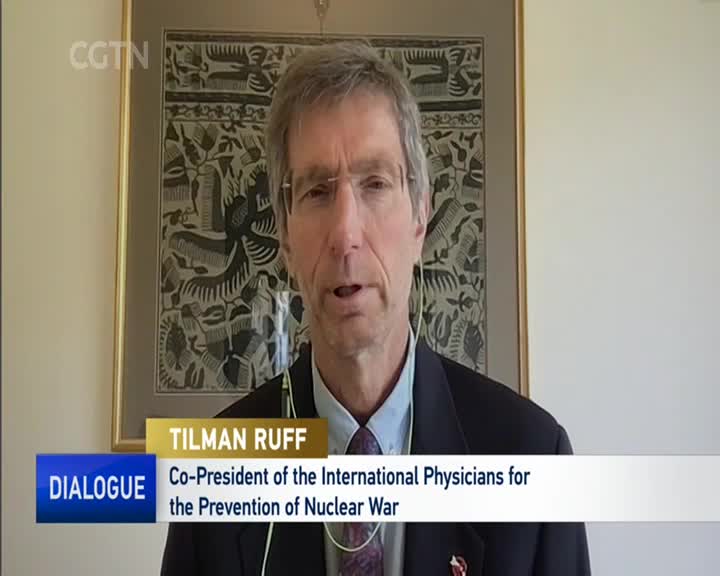 CGTN
TILMAN RUFF
DIALOGUE
Co-President of the International Physicians for
the Prevention of Nuclear War